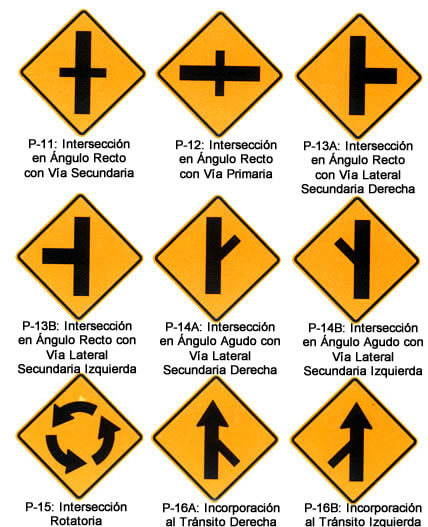 P-11: Intersección
en Ángulo Recto
con Vía Secundaria
P-12: Intersección
en Ángulo Recto
con Vía Primaria
P-13A: Intersección
en Ángulo Recto
con Vía Lateral
Secundaria Derecha
P-13B: Intersección
en Ángulo Recto con
Vía Lateral
Secundaria Izquierda
P-14A: Intersección
en Ángulo Agudo con
Vía Lateral
Secundaria Derecha
P-14B: Intersección
en Ángulo Agudo con
Vía Lateral
Secundaria Izquierda
P-15: Intersección
Rotatoria
P-16A: Incorporación
al Tránsito Derecha
P-16B: Incorporación
al Tránsito Izquierda